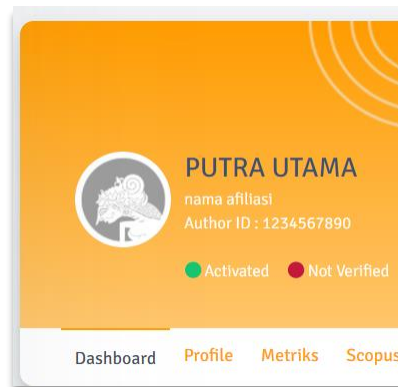 PUTRA UTAMA
nama afiliasi
Author ID : 1234567890
Activated Not Verified
Dashboard Profile Metriks Scopus